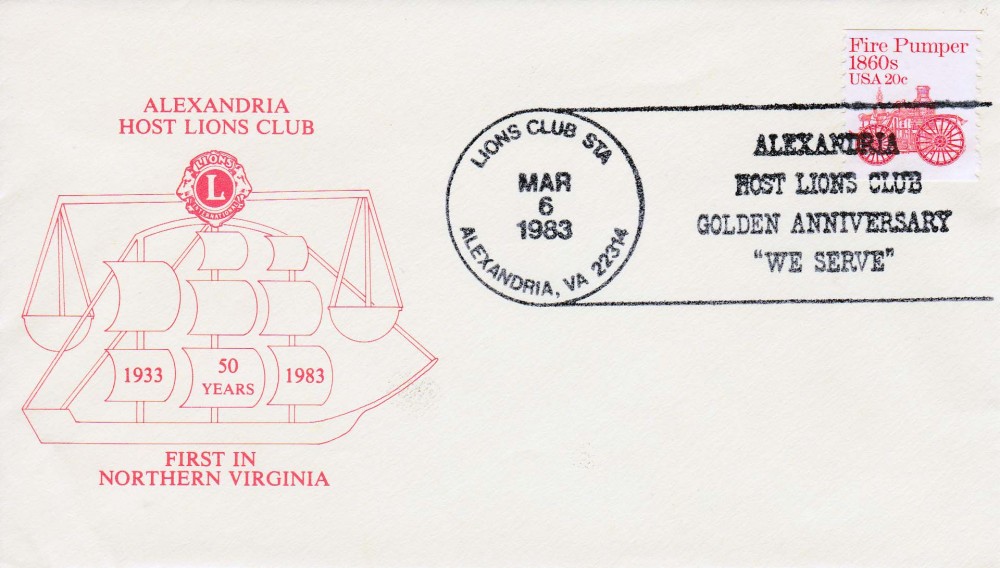 ALEXANDRIA
HOST LIONS CLUB
LIONS
L
INTERNATIONAL
1933
50
YEARS
1983
FIRST IN
NORTHERN VIRGINIA
LIONS CLUB STA
MAR
6
1983
ALEXANDRIA, VA 22314
Fire Pumper
1860s
USA 20c
ALEXANDRIA
HOST LIONS CLUB
GOLDEN ANNIVERSARY
"WE SERVE"